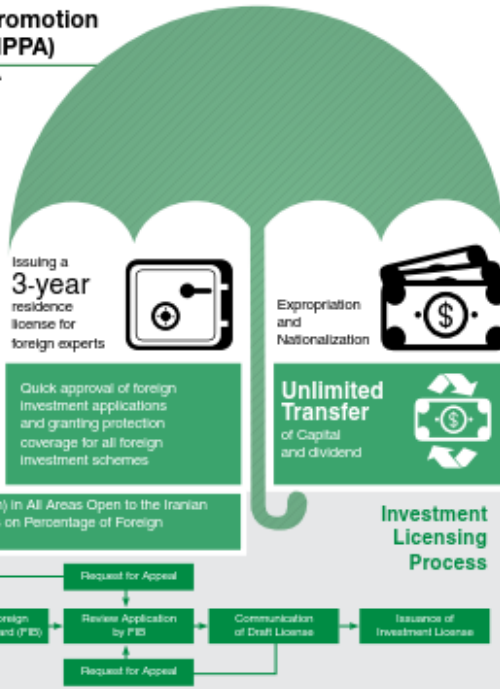 romotion
IPPA)
Issuing a
3-year
residence
license for
foreign experts
Expropriation
and
Nationalization
$
Quick approval of foreign
investment applications
and granting protection
coverage for all foreign
investment schemes
Unlimited
Transfer
of Capital
and dividend
$
) in All Areas Open to the Iranian
s on Percentage of Foreign
Investment
Licensing
Process
Request for Appeal
oreign
ard (FIB)
Review Application
by FIB
Communication
of Draft License
Issuance of
Investment License
Request for Appeal